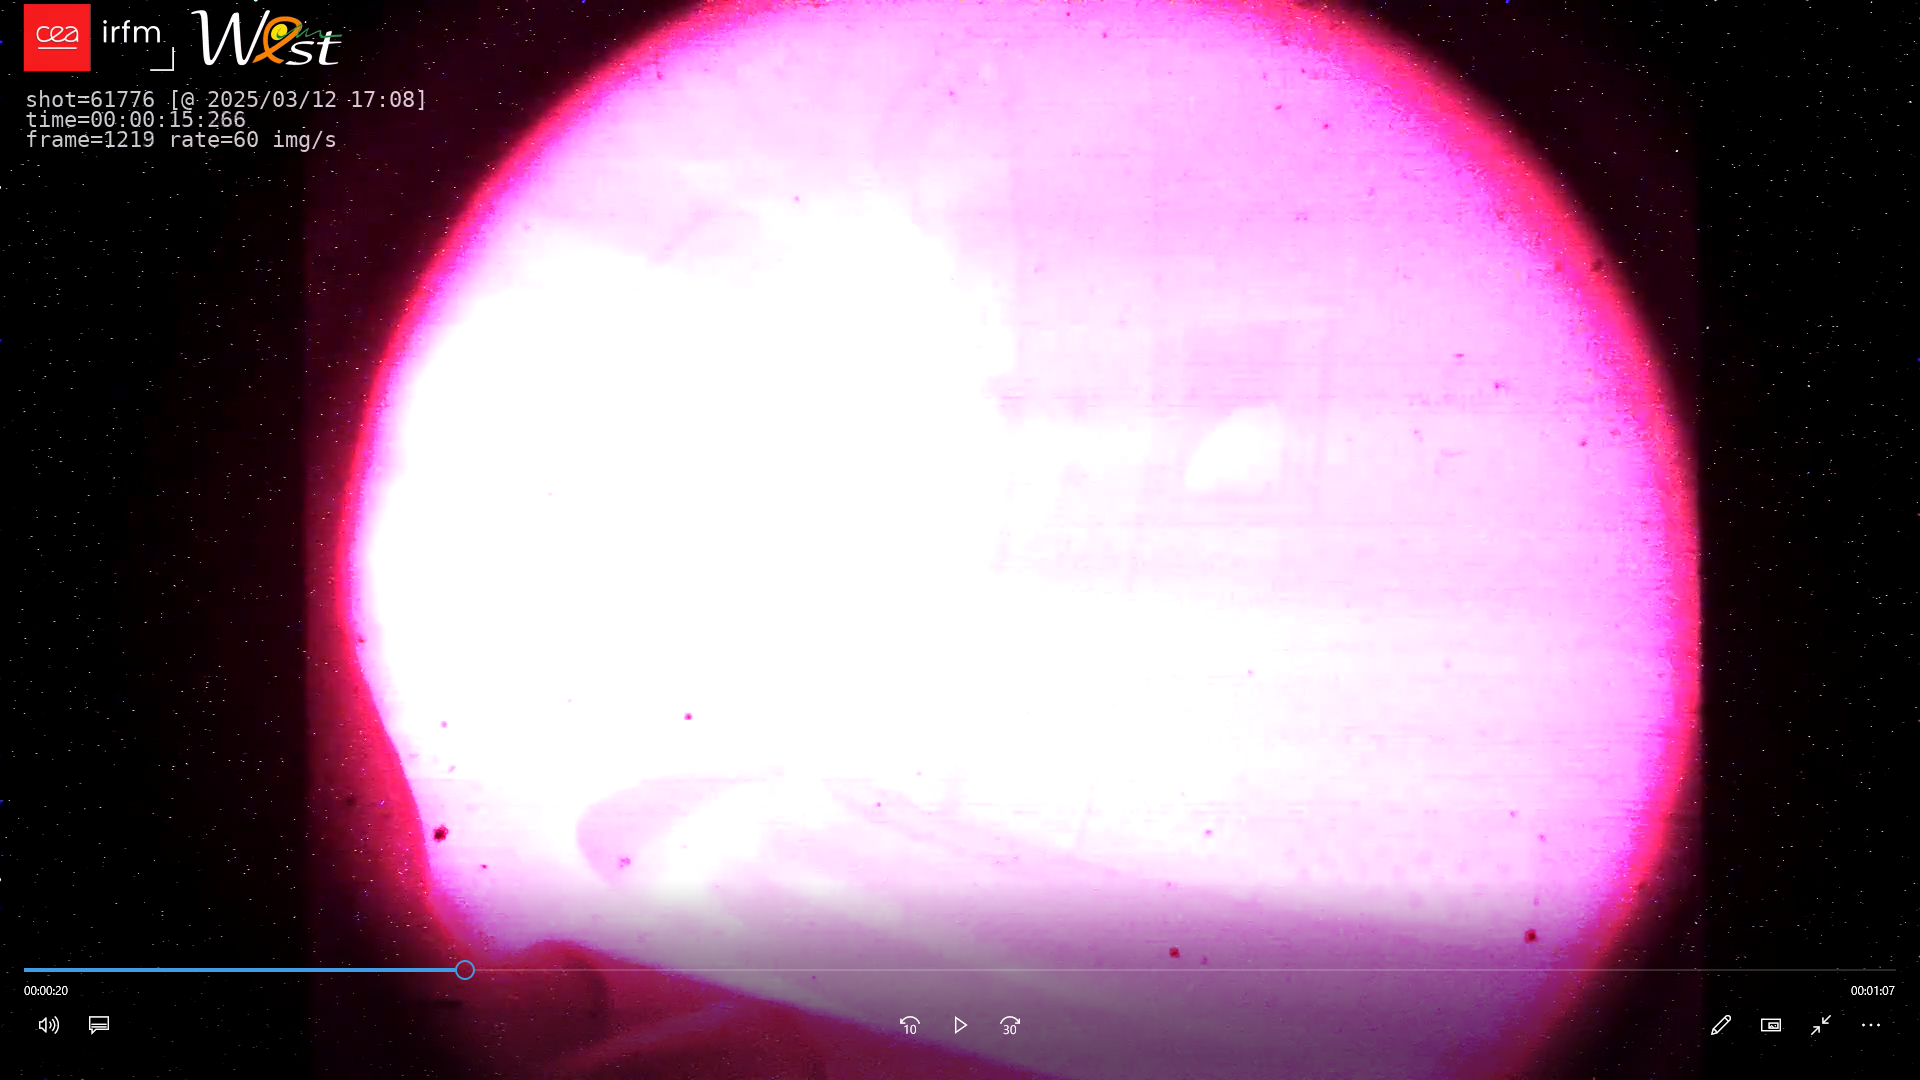 cea irfm West
shot=61776 [@ 2025/03/12 17:08]
time=00:00:15:266
frame=1219 rate=60 img/s
00:00:20
00:01:07
10
30